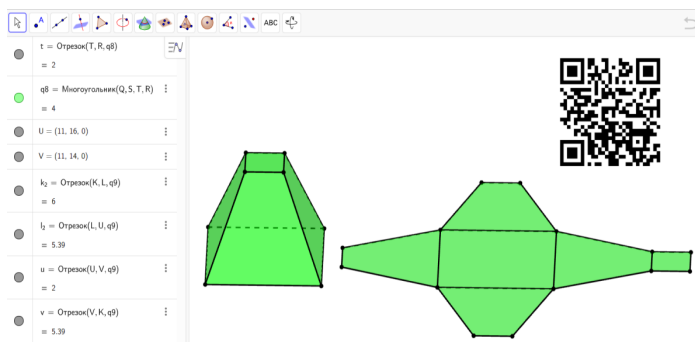 ABC
t = Отрезок(T, R, q8)
= 2
q8 = Многоугольник(Q, S, T, R)
= 4
U = (11, 16, 0)
V = (11, 14, 0)
k₂ = Отрезок(K, L, q9)
= 6
l₂ = Отрезок(L, U, q9)
= 5.39
u = Отрезок(U, V, q9)
= 2
v = Отрезок(V, K, q9)
= 5.39